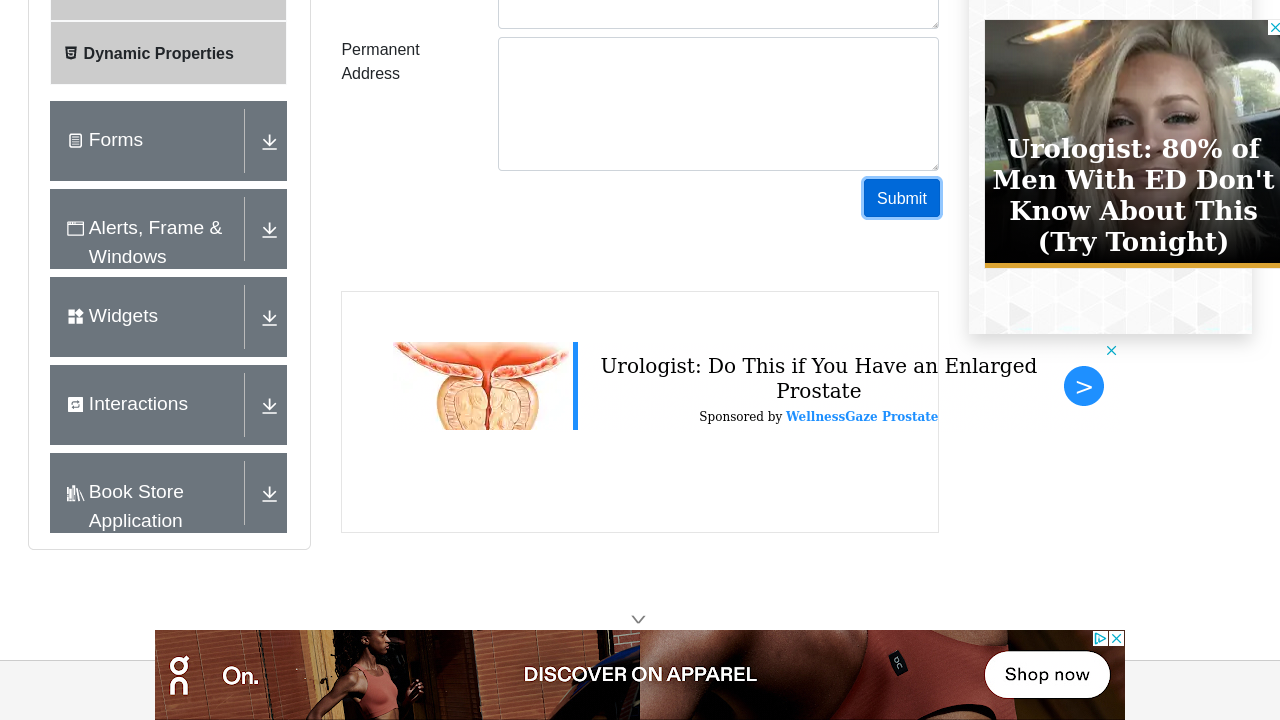 Dynamic Properties
Forms
Alerts, Frame &
Windows
Widgets
Interactions
Book Store
Application
Permanent
Address
Submit
Urologist: 80% of
Men With ED Don't
Know About This
(Try Tonight)
Urologist: Do This if You Have an Enlarged
Prostate
Sponsored by WellnessGaze Prostate
>
On.
DISCOVER ON APPAREL
Shop now